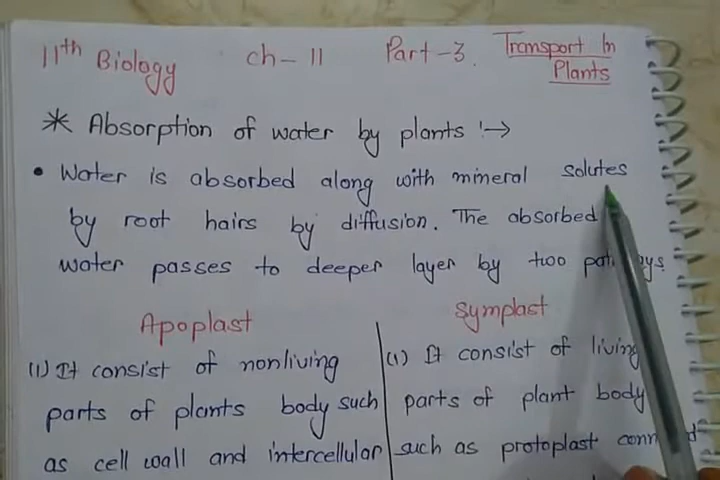 11th Biology ch - 11 Part - 3. Transport In Plants
* Absorption of water by plants :→
• Water is absorbed along with mineral solutes
by root hairs by diffusion. The absorbed
water passes to deeper layer by two
Apoplast
(1) It consist of nonliving
parts of plants body such
as cell wall and intercellular
Symplast
(1) It consist of living
parts of plant body
such as protoplast